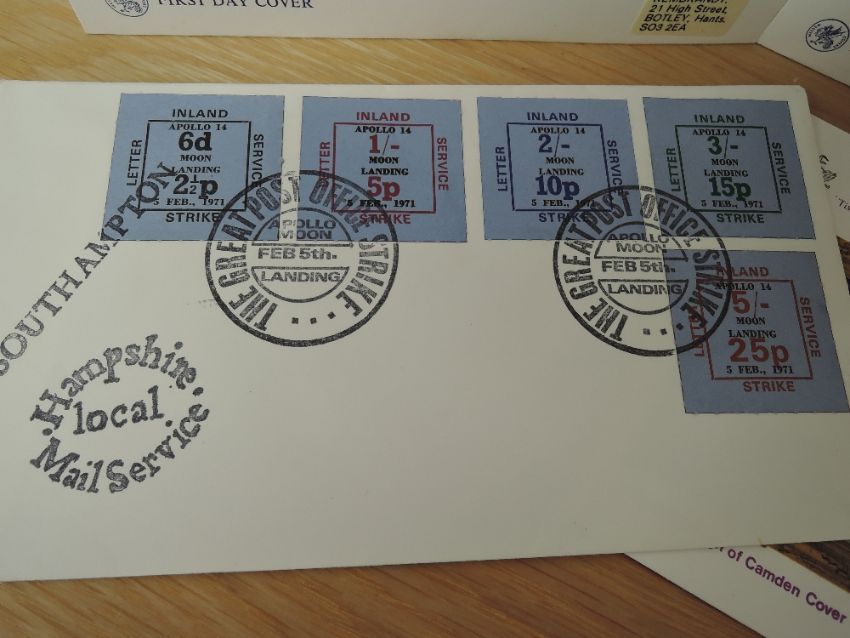 FIRST DAY COVER
REMBRANDT,
21 High Street,
BOTLEY, Hants.
SO3 2EA
INLAND
LETTER
APOLLO 14
6d
MOON
LANDING
2½p
5 FEB., 1971
SERVICE
STRIKE
INLAND
LETTER
APOLLO 14
1/-
MOON
LANDING
5p
5 FEB., 1971
SERVICE
STRIKE
INLAND
LETTER
APOLLO 14
2/-
MOON
LANDING
10p
5 FEB., 1971
SERVICE
STRIKE
INLAND
LETTER
APOLLO 14
3/-
MOON
LANDING
15p
5 FEB., 1971
SERVICE
STRIKE
INLAND
LETTER
APOLLO 14
5/-
MOON
LANDING
25p
5 FEB., 1971
SERVICE
STRIKE
THE GREAT POST OFFICE STRIKE
APOLLO
MOON
FEB 5th.
LANDING
THE GREAT POST OFFICE STRIKE
APOLLO
MOON
FEB 5th.
LANDING
SOUTHAMPTON
Hampshire
local
Mail Service
of Camden Cover